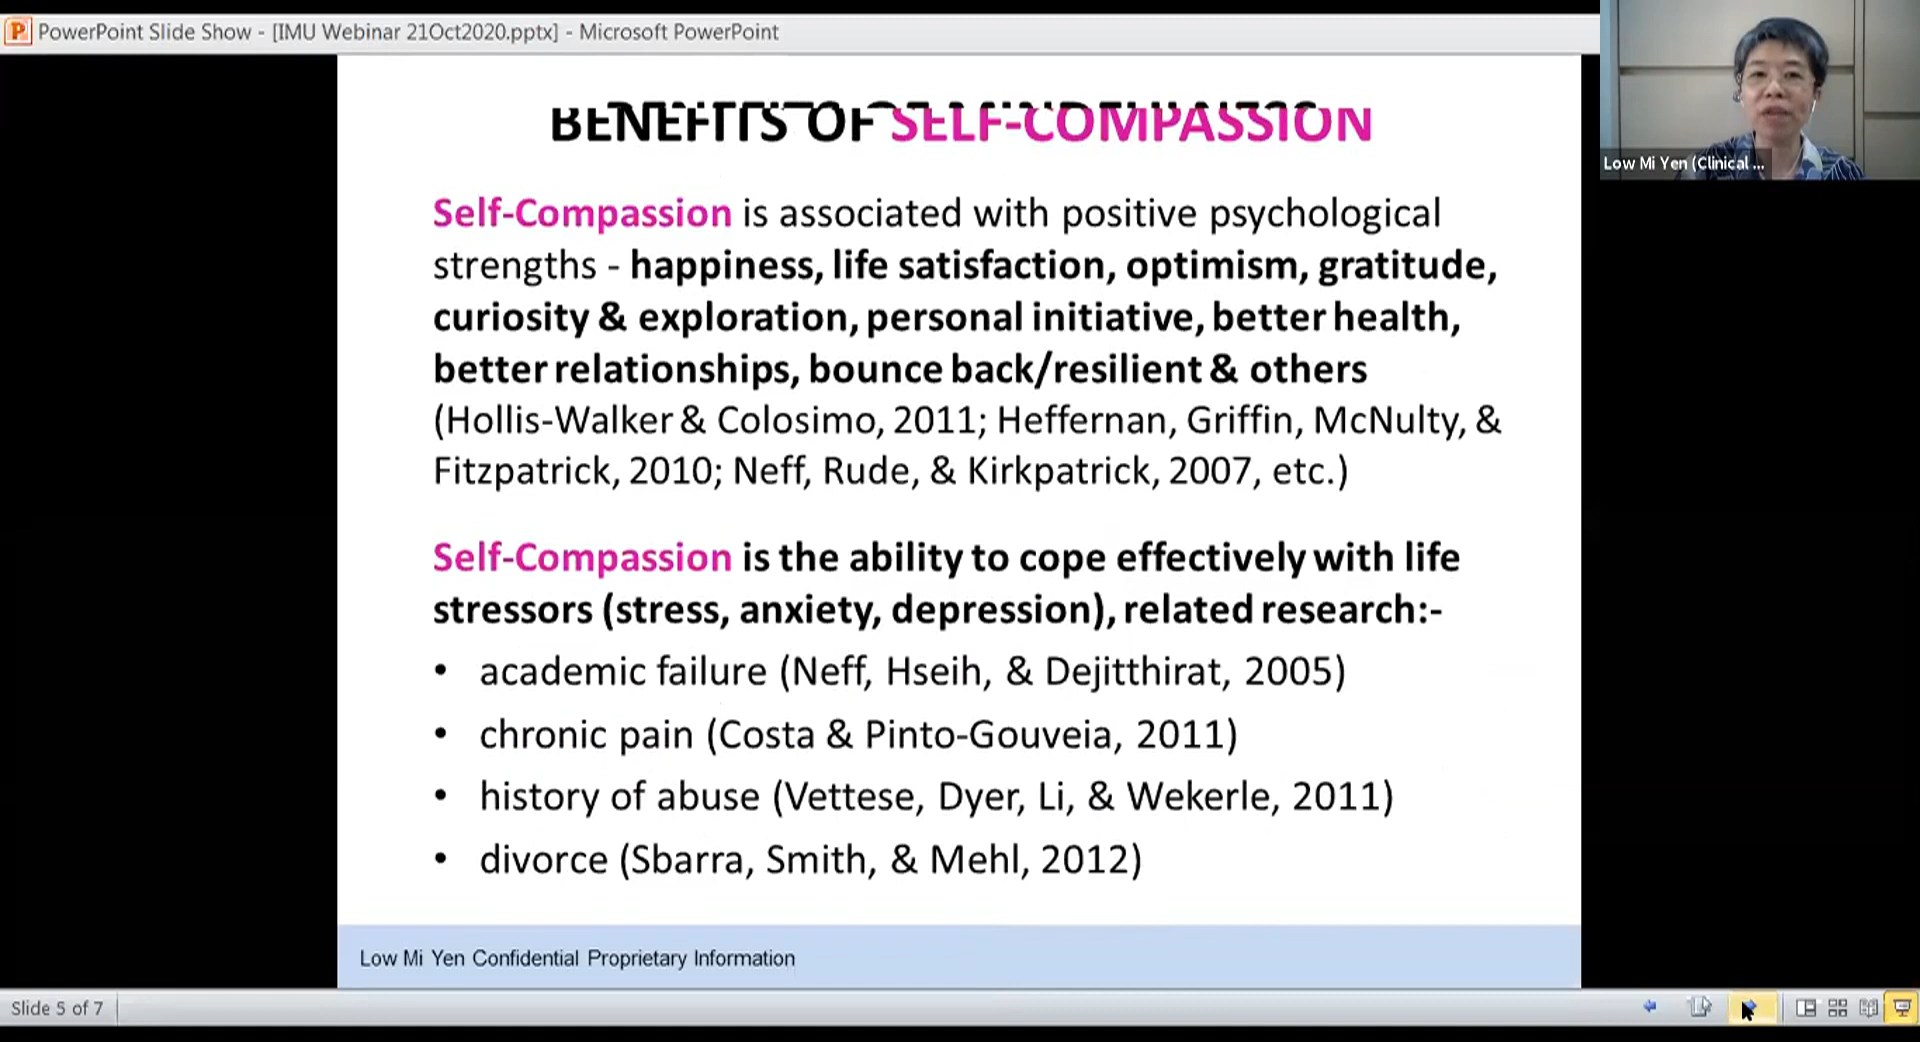 PowerPoint Slide Show - [IMU Webinar 21Oct2020.pptx] - Microsoft PowerPoint
Low Mi Yen (Clinical ...
BENEFITS OF SELF-COMPASSION
Self-Compassion is associated with positive psychological
strengths - happiness, life satisfaction, optimism, gratitude,
curiosity & exploration, personal initiative, better health,
better relationships, bounce back/resilient & others
(Hollis-Walker & Colosimo, 2011; Heffernan, Griffin, McNulty, &
Fitzpatrick, 2010; Neff, Rude, & Kirkpatrick, 2007, etc.)
Self-Compassion is the ability to cope effectively with life
stressors (stress, anxiety, depression), related research:-
• academic failure (Neff, Hseih, & Dejitthirat, 2005)
• chronic pain (Costa & Pinto-Gouveia, 2011)
• history of abuse (Vettese, Dyer, Li, & Wekerle, 2011)
• divorce (Sbarra, Smith, & Mehl, 2012)
Low Mi Yen Confidential Proprietary Information
Slide 5 of 7